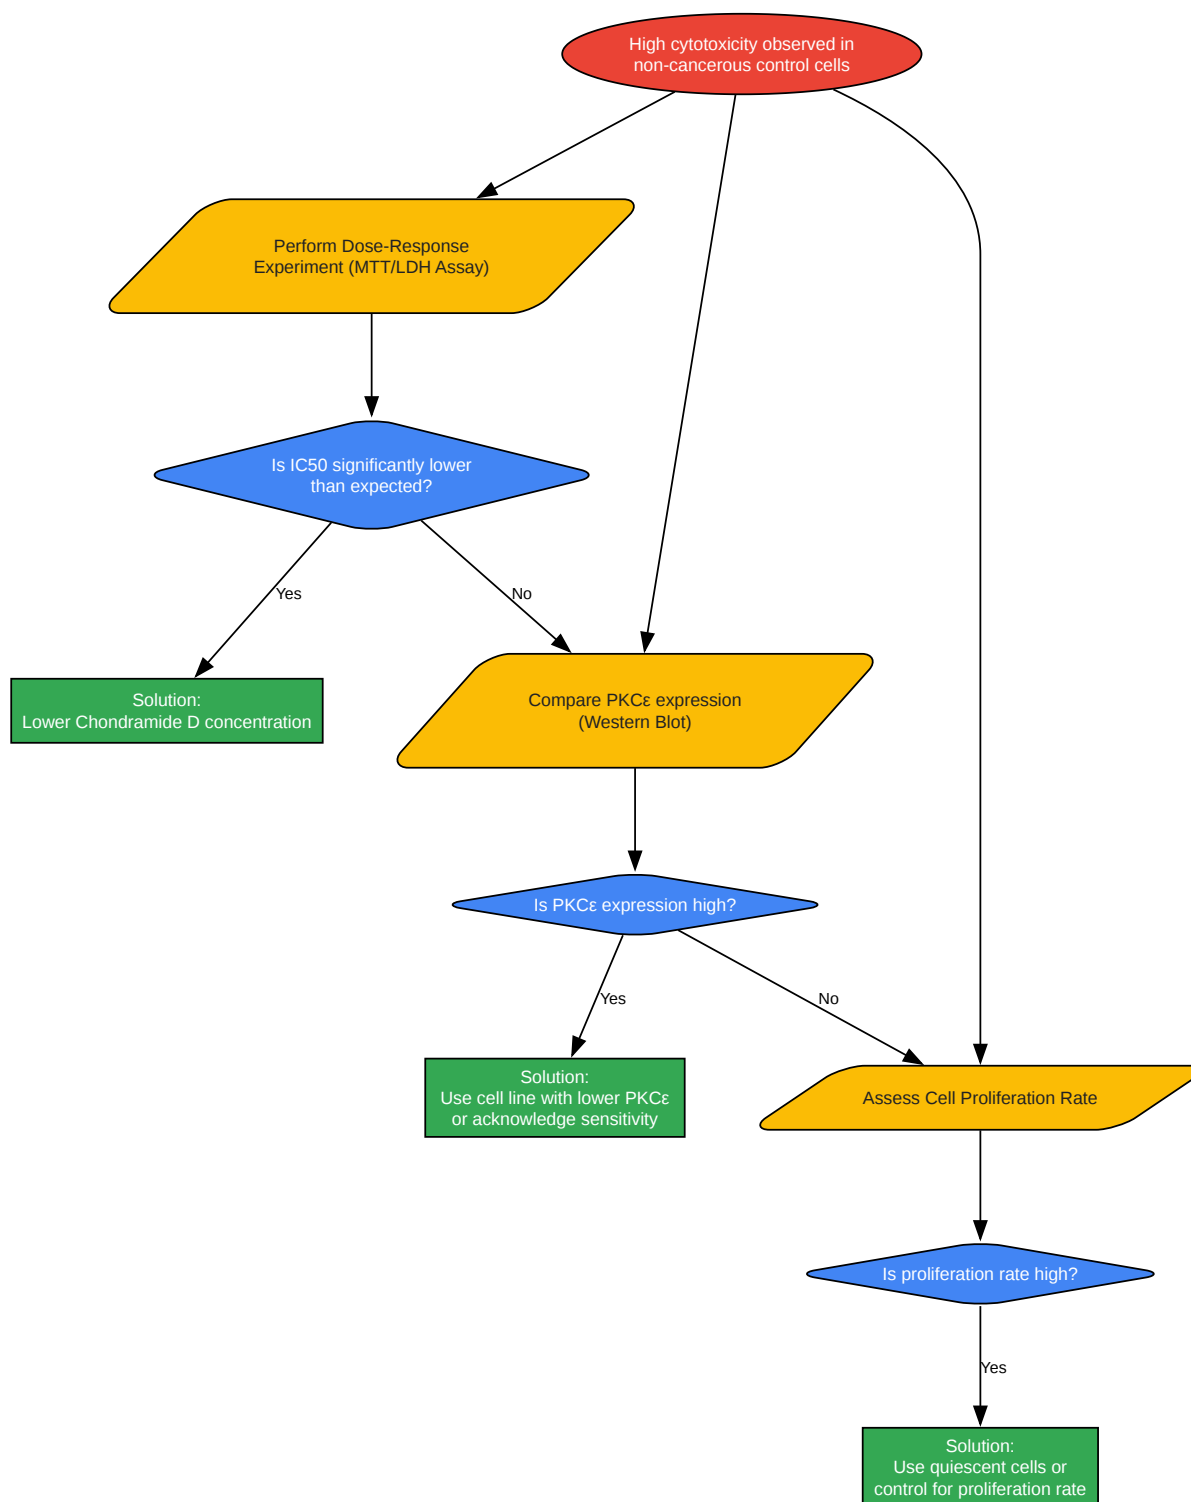 High cytotoxicity observed in
non-cancerous control cells
Perform Dose-Response
Experiment (MTT/LDH Assay)
Is IC50 significantly lower
than expected?
Yes
No
Solution:
Lower Chondramide D concentration
Compare PKCε expression
(Western Blot)
Is PKCε expression high?
Yes
No
Solution:
Use cell line with lower PKCε
or acknowledge sensitivity
Assess Cell Proliferation Rate
Is proliferation rate high?
Yes
Solution:
Use quiescent cells or
control for proliferation rate